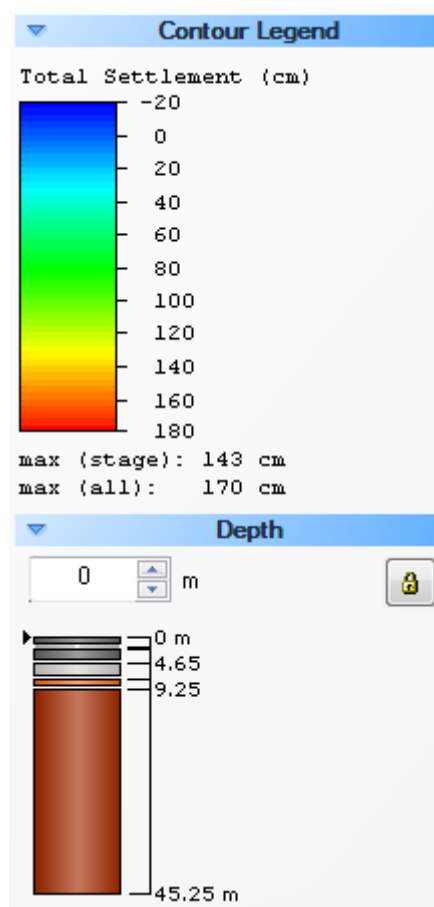 Contour Legend
Total Settlement (cm)
-20
0
20
40
60
80
100
120
140
160
180
max (stage): 143 cm
max (all): 170 cm
Depth
0 m
0 m
4.65
9.25
45.25 m